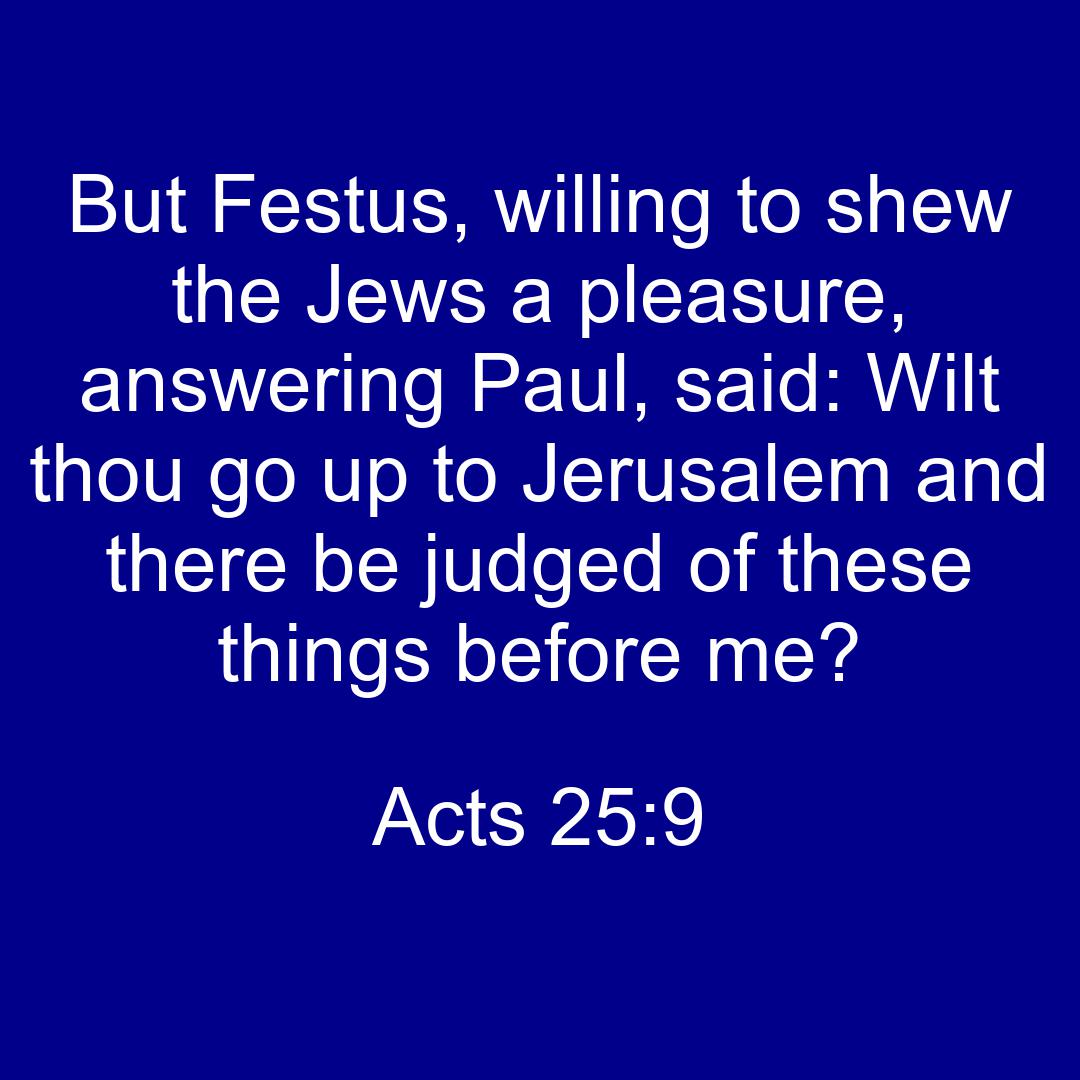 But Festus, willing to shew
the Jews a pleasure,
answering Paul, said: Wilt
thou go up to Jerusalem and
there be judged of these
things before me?
Acts 25:9